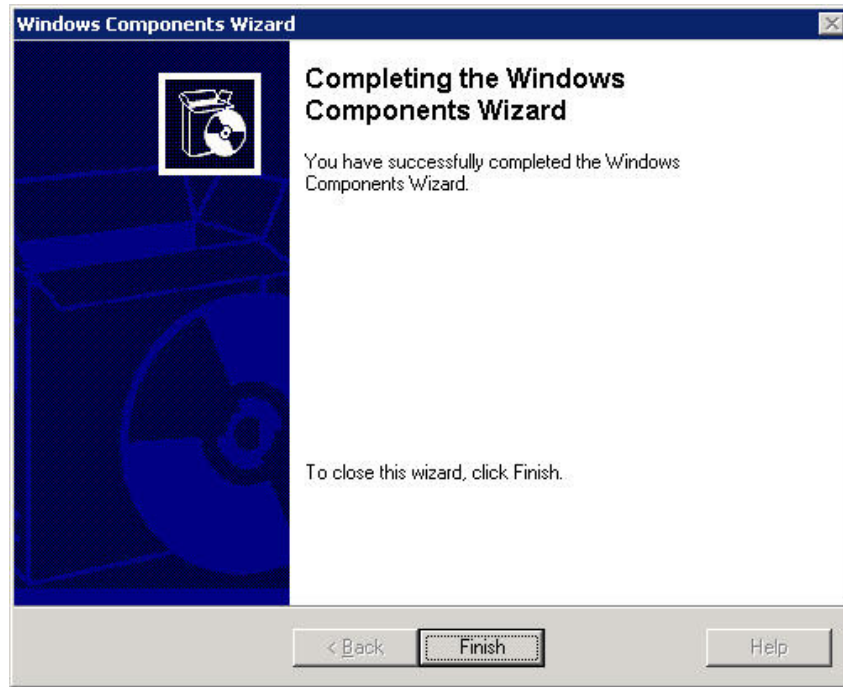 Windows Components Wizard
Completing the Windows
Components Wizard
You have successfully completed the Windows
Components Wizard.
To close this wizard, click Finish.
< Back
Finish
Help